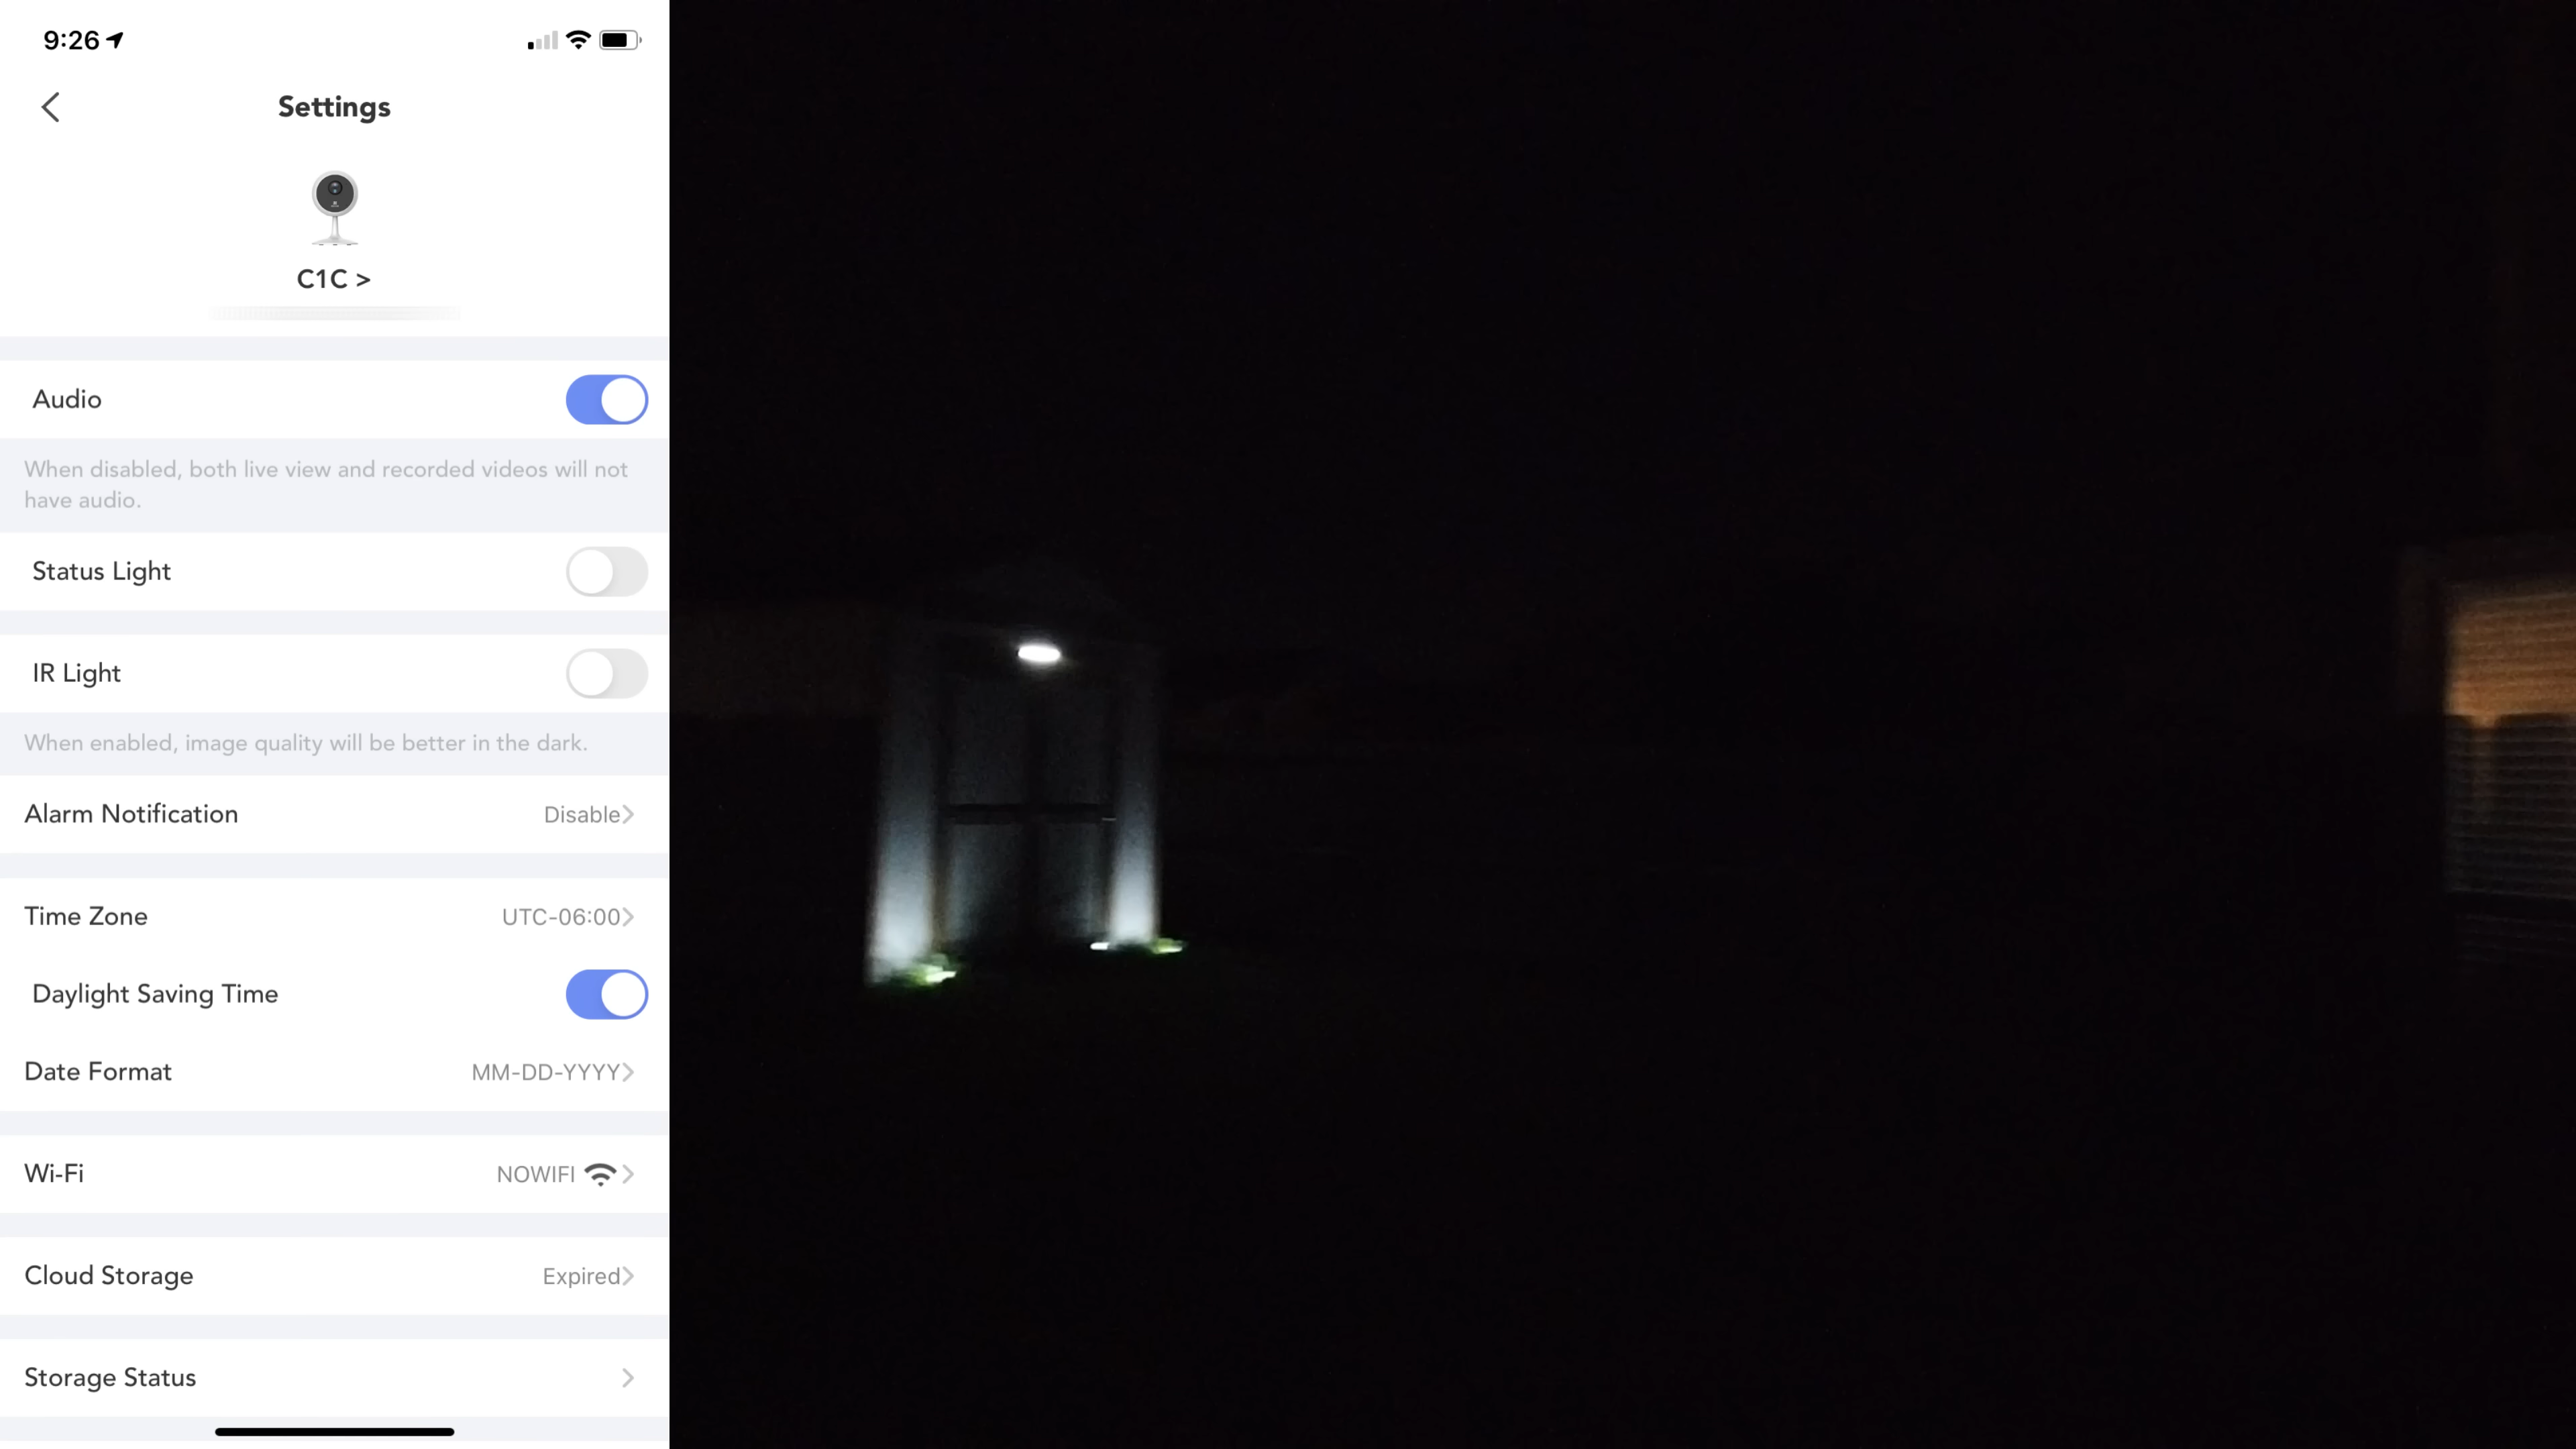 9:26
Settings
C1C >
Audio
When disabled, both live view and recorded videos will not
have audio.
Status Light
IR Light
When enabled, image quality will be better in the dark.
Alarm Notification Disable
Time Zone UTC-06:00
Daylight Saving Time
Date Format MM-DD-YYYY
Wi-Fi NOWIFI
Cloud Storage Expired
Storage Status